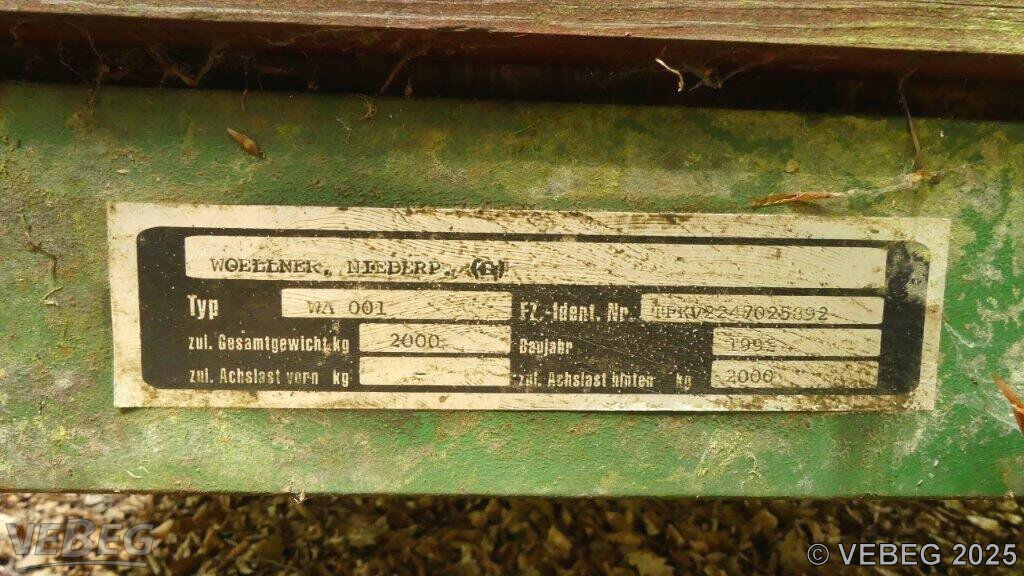 WOELLNER, NIEDERP. (D)
Typ WA 001 FZ.-Ident. Nr.
zul. Gesamtgewicht kg 2000 Baujahr 1992
zul. Achslast vorn kg - zul. Achslast hinten kg 2000
VEBEG
© VEBEG 2025